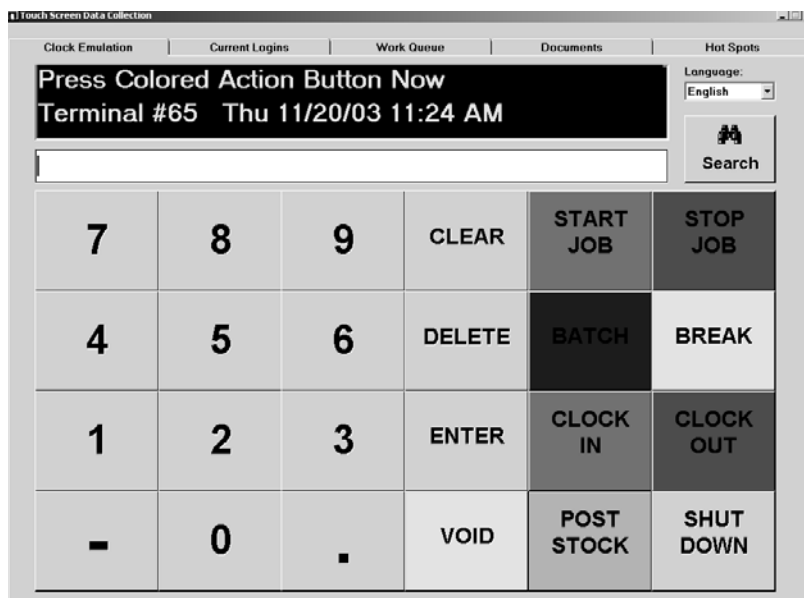 Touch Screen Data Collection
Clock Emulation
Current Logins
Work Queue
Documents
Hot Spots
Press Colored Action Button Now
Terminal #65 Thu 11/20/03 11:24 AM
Language:
English
Search
7
8
9
CLEAR
START
JOB
STOP
JOB
4
5
6
DELETE
BATCH
BREAK
1
2
3
ENTER
CLOCK
IN
CLOCK
OUT
-
0
.
VOID
POST
STOCK
SHUT
DOWN